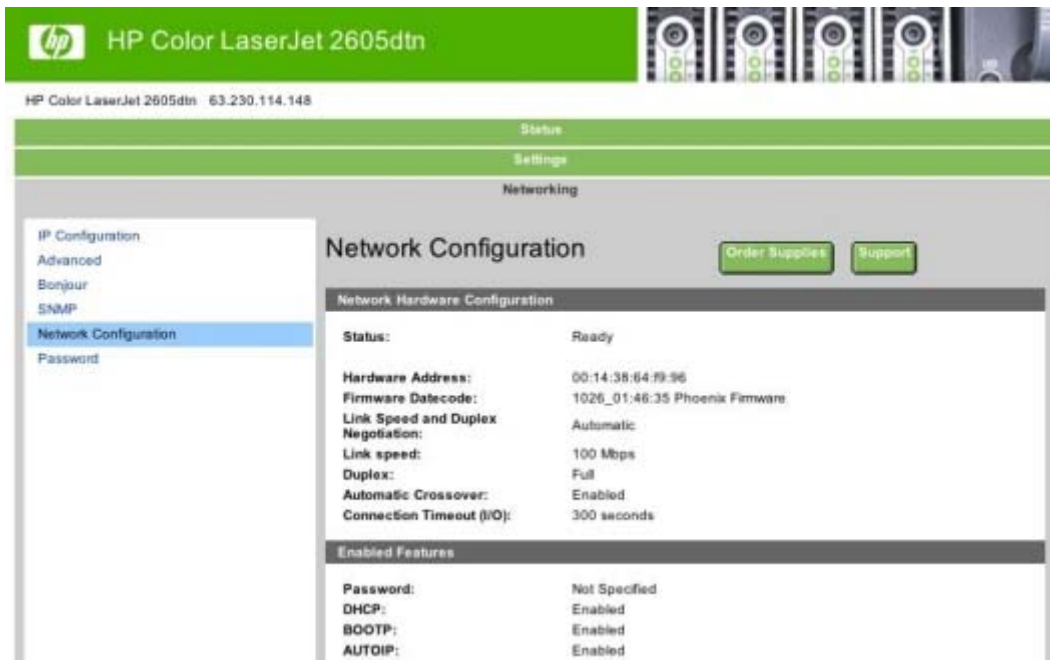 hp HP Color LaserJet 2605dtn
HP Color LaserJet 2605dtn 63.230.114.148
Status
Settings
Networking
IP Configuration
Advanced
Bonjour
SNMP
Network Configuration
Password
Network Configuration
Order Supplies Support
Network Hardware Configuration
Status: Ready
Hardware Address: 00:14:38:64:f9:96
Firmware Datecode: 1026_01:46:35 Phoenix Firmware
Link Speed and Duplex
Negotiation: Automatic
Link speed: 100 Mbps
Duplex: Full
Automatic Crossover: Enabled
Connection Timeout (I/O): 300 seconds
Enabled Features
Password: Not Specified
DHCP: Enabled
BOOTP: Enabled
AUTOIP: Enabled